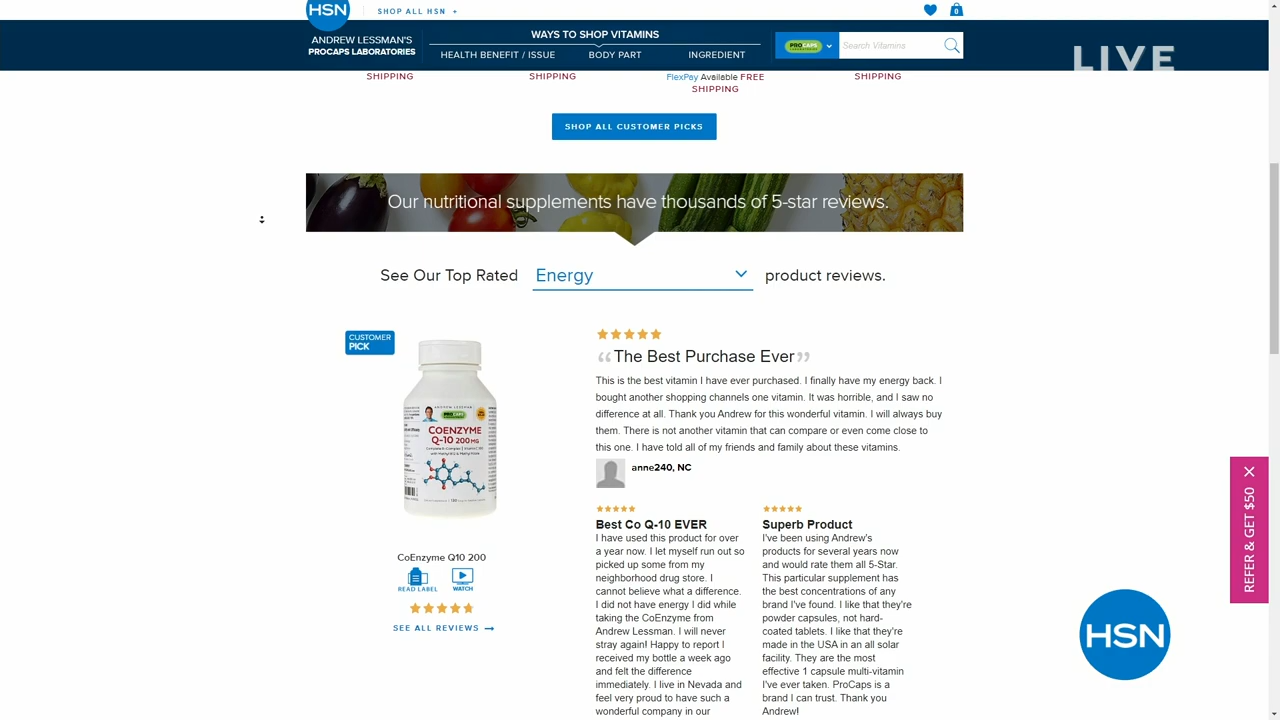 HSN
SHOP ALL HSN +
0
ANDREW LESSMAN'S
PROCAPS LABORATORIES
WAYS TO SHOP VITAMINS
HEALTH BENEFIT / ISSUE
BODY PART
INGREDIENT
PROCAPS
Search Vitamins
LIVE
SHIPPING
SHIPPING
FlexPay Available FREE
SHIPPING
SHIPPING
SHOP ALL CUSTOMER PICKS
Our nutritional supplements have thousands of 5-star reviews.
See Our Top Rated Energy product reviews.
CUSTOMER
PICK
ANDREW LESSMAN
PROCAPS
COENZYME
Q-10 200 MG
CoEnzyme Q10 200
READ LABEL
WATCH
SEE ALL REVIEWS
“The Best Purchase Ever”
This is the best vitamin I have ever purchased. I finally have my energy back. I
bought another shopping channels one vitamin. It was horrible, and I saw no
difference at all. Thank you Andrew for this wonderful vitamin. I will always buy
them. There is not another vitamin that can compare or even come close to
this one. I have told all of my friends and family about these vitamins.
anne240, NC
Best Co Q-10 EVER
I have used this product for over
a year now. I let myself run out so
picked up some from my
neighborhood drug store. I
cannot believe what a difference.
I did not have energy I did while
taking the CoEnzyme from
Andrew Lessman. I will never
stray again! Happy to report I
received my bottle a week ago
and felt the difference
immediately. I live in Nevada and
feel very proud to have such a
wonderful company in our
Superb Product
I've been using Andrew's
products for several years now
and would rate them all 5-Star.
This particular supplement has
the best concentrations of any
brand I've found. I like that they're
powder capsules, not hard-
coated tablets. I like that they're
made in the USA in an all solar
facility. They are the most
effective 1 capsule multi-vitamin
I've ever taken. ProCaps is a
brand I can trust. Thank you
Andrew!
REFER & GET $50
HSN